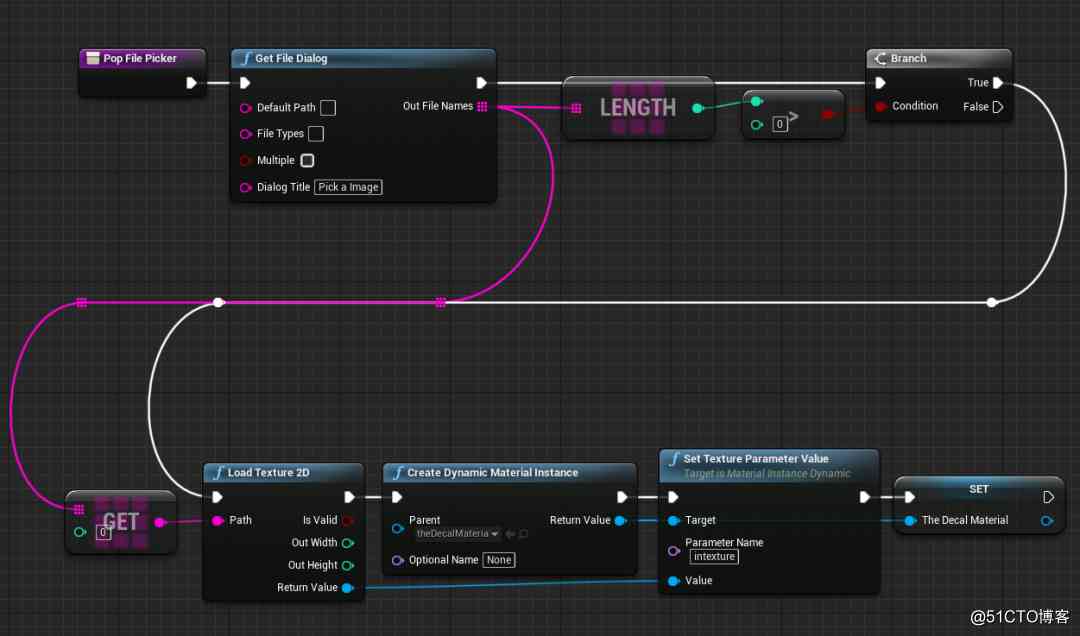 Pop File Picker
Get File Dialog
Default Path
Out File Names
File Types
Multiple
Dialog Title Pick a Image
LENGTH
0 >
Branch
True
Condition
False
GET
0
Load Texture 2D
Path
Is Valid
Out Width
Out Height
Return Value
Create Dynamic Material Instance
Parent
theDecalMateria
Return Value
Optional Name None
Set Texture Parameter Value
Target is Material Instance Dynamic
Target
Parameter Name
intexture
Value
SET
The Decal Material
@51CTO博客